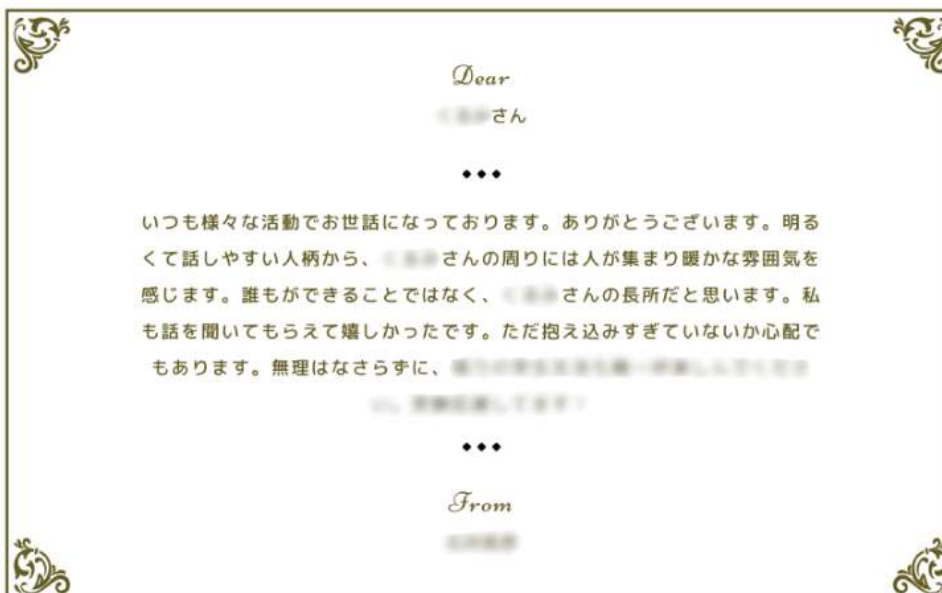 Dear
さん
いつも様々な活動でお世話になっております。ありがとうございます。明る
くて話しやすい人柄から、さんの周りには人が集まり暖かな雰囲気を
感じます。誰もができることではなく、さんの長所だと思います。私
も話を聞いてもらえて嬉しかったです。ただ抱え込みすぎていないか心配で
もあります。無理はなさらずに、
From